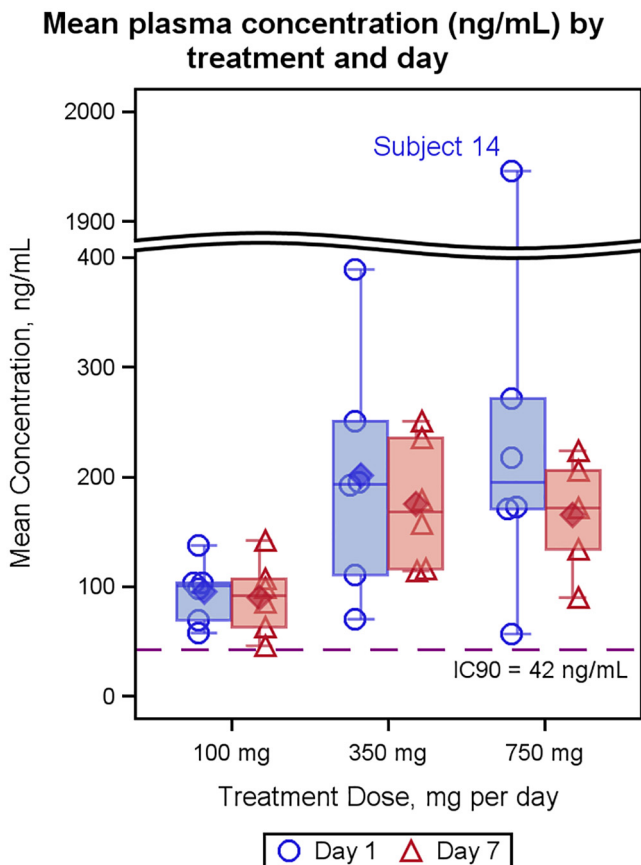 Mean plasma concentration (ng/mL) by
treatment and day
Mean Concentration, ng/mL
2000
1900
400
300
200
100
0
Subject 14
IC90 = 42 ng/mL
100 mg
350 mg
750 mg
Treatment Dose, mg per day
Day 1
Day 7